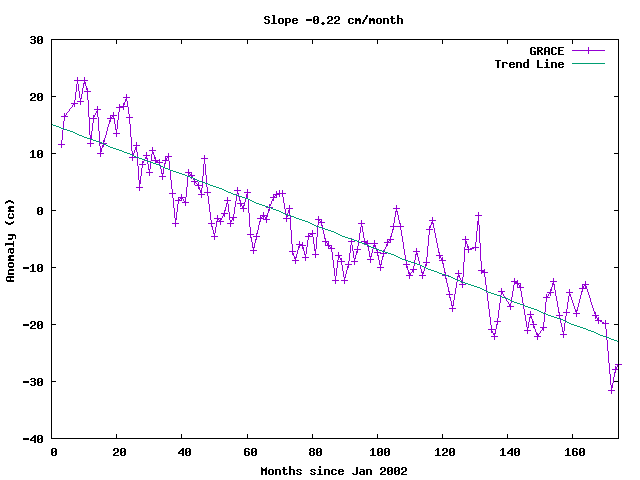 Slope -0.22 cm/month
GRACE
Trend Line
30
20
10
0
-10
-20
-30
-40
Anomaly (cm)
0 20 40 60 80 100 120 140 160
Months since Jan 2002